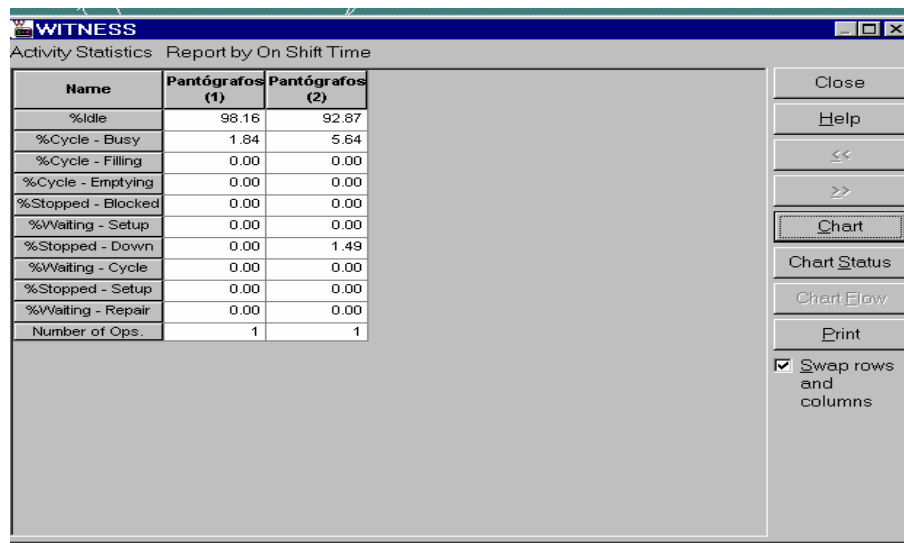 WITNESS
Activity Statistics Report by On Shift Time
Name Pantógrafos (1) Pantógrafos (2)
%Idle 98.16 92.87
%Cycle - Busy 1.84 5.64
%Cycle - Filling 0.00 0.00
%Cycle - Emptying 0.00 0.00
%Stopped - Blocked 0.00 0.00
%Waiting - Setup 0.00 0.00
%Stopped - Down 0.00 1.49
%Waiting - Cycle 0.00 0.00
%Stopped - Setup 0.00 0.00
%Waiting - Repair 0.00 0.00
Number of Ops. 1 1
Close
Help
<<
>>
Chart
Chart Status
Chart Flow
Print
Swap rows
and
columns